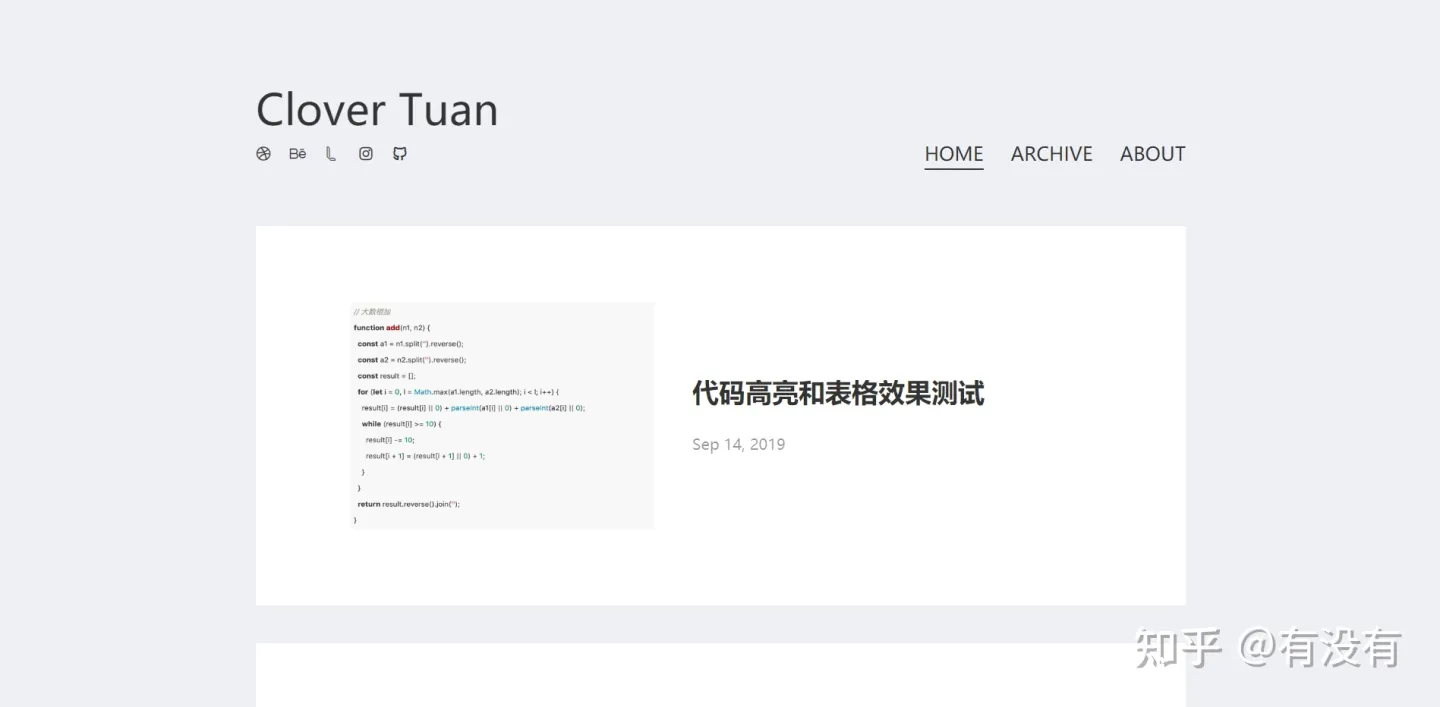 Clover Tuan
Bē
HOME ARCHIVE ABOUT
// 大数相加
function add(n1, n2) {
const a1 = n1.split('').reverse();
const a2 = n2.split('').reverse();
const result = [];
for (let i = 0, l = Math.max(a1.length, a2.length); i < l; i++) {
result[i] = (result[i] || 0) + parseInt(a1[i] || 0) + parseInt(a2[i] || 0);
while (result[i] >= 10) {
result[i] -= 10;
result[i + 1] = (result[i + 1] || 0) + 1;
}
}
return result.reverse().join('');
}
代码高亮和表格效果测试
Sep 14, 2019
知乎 @有没有